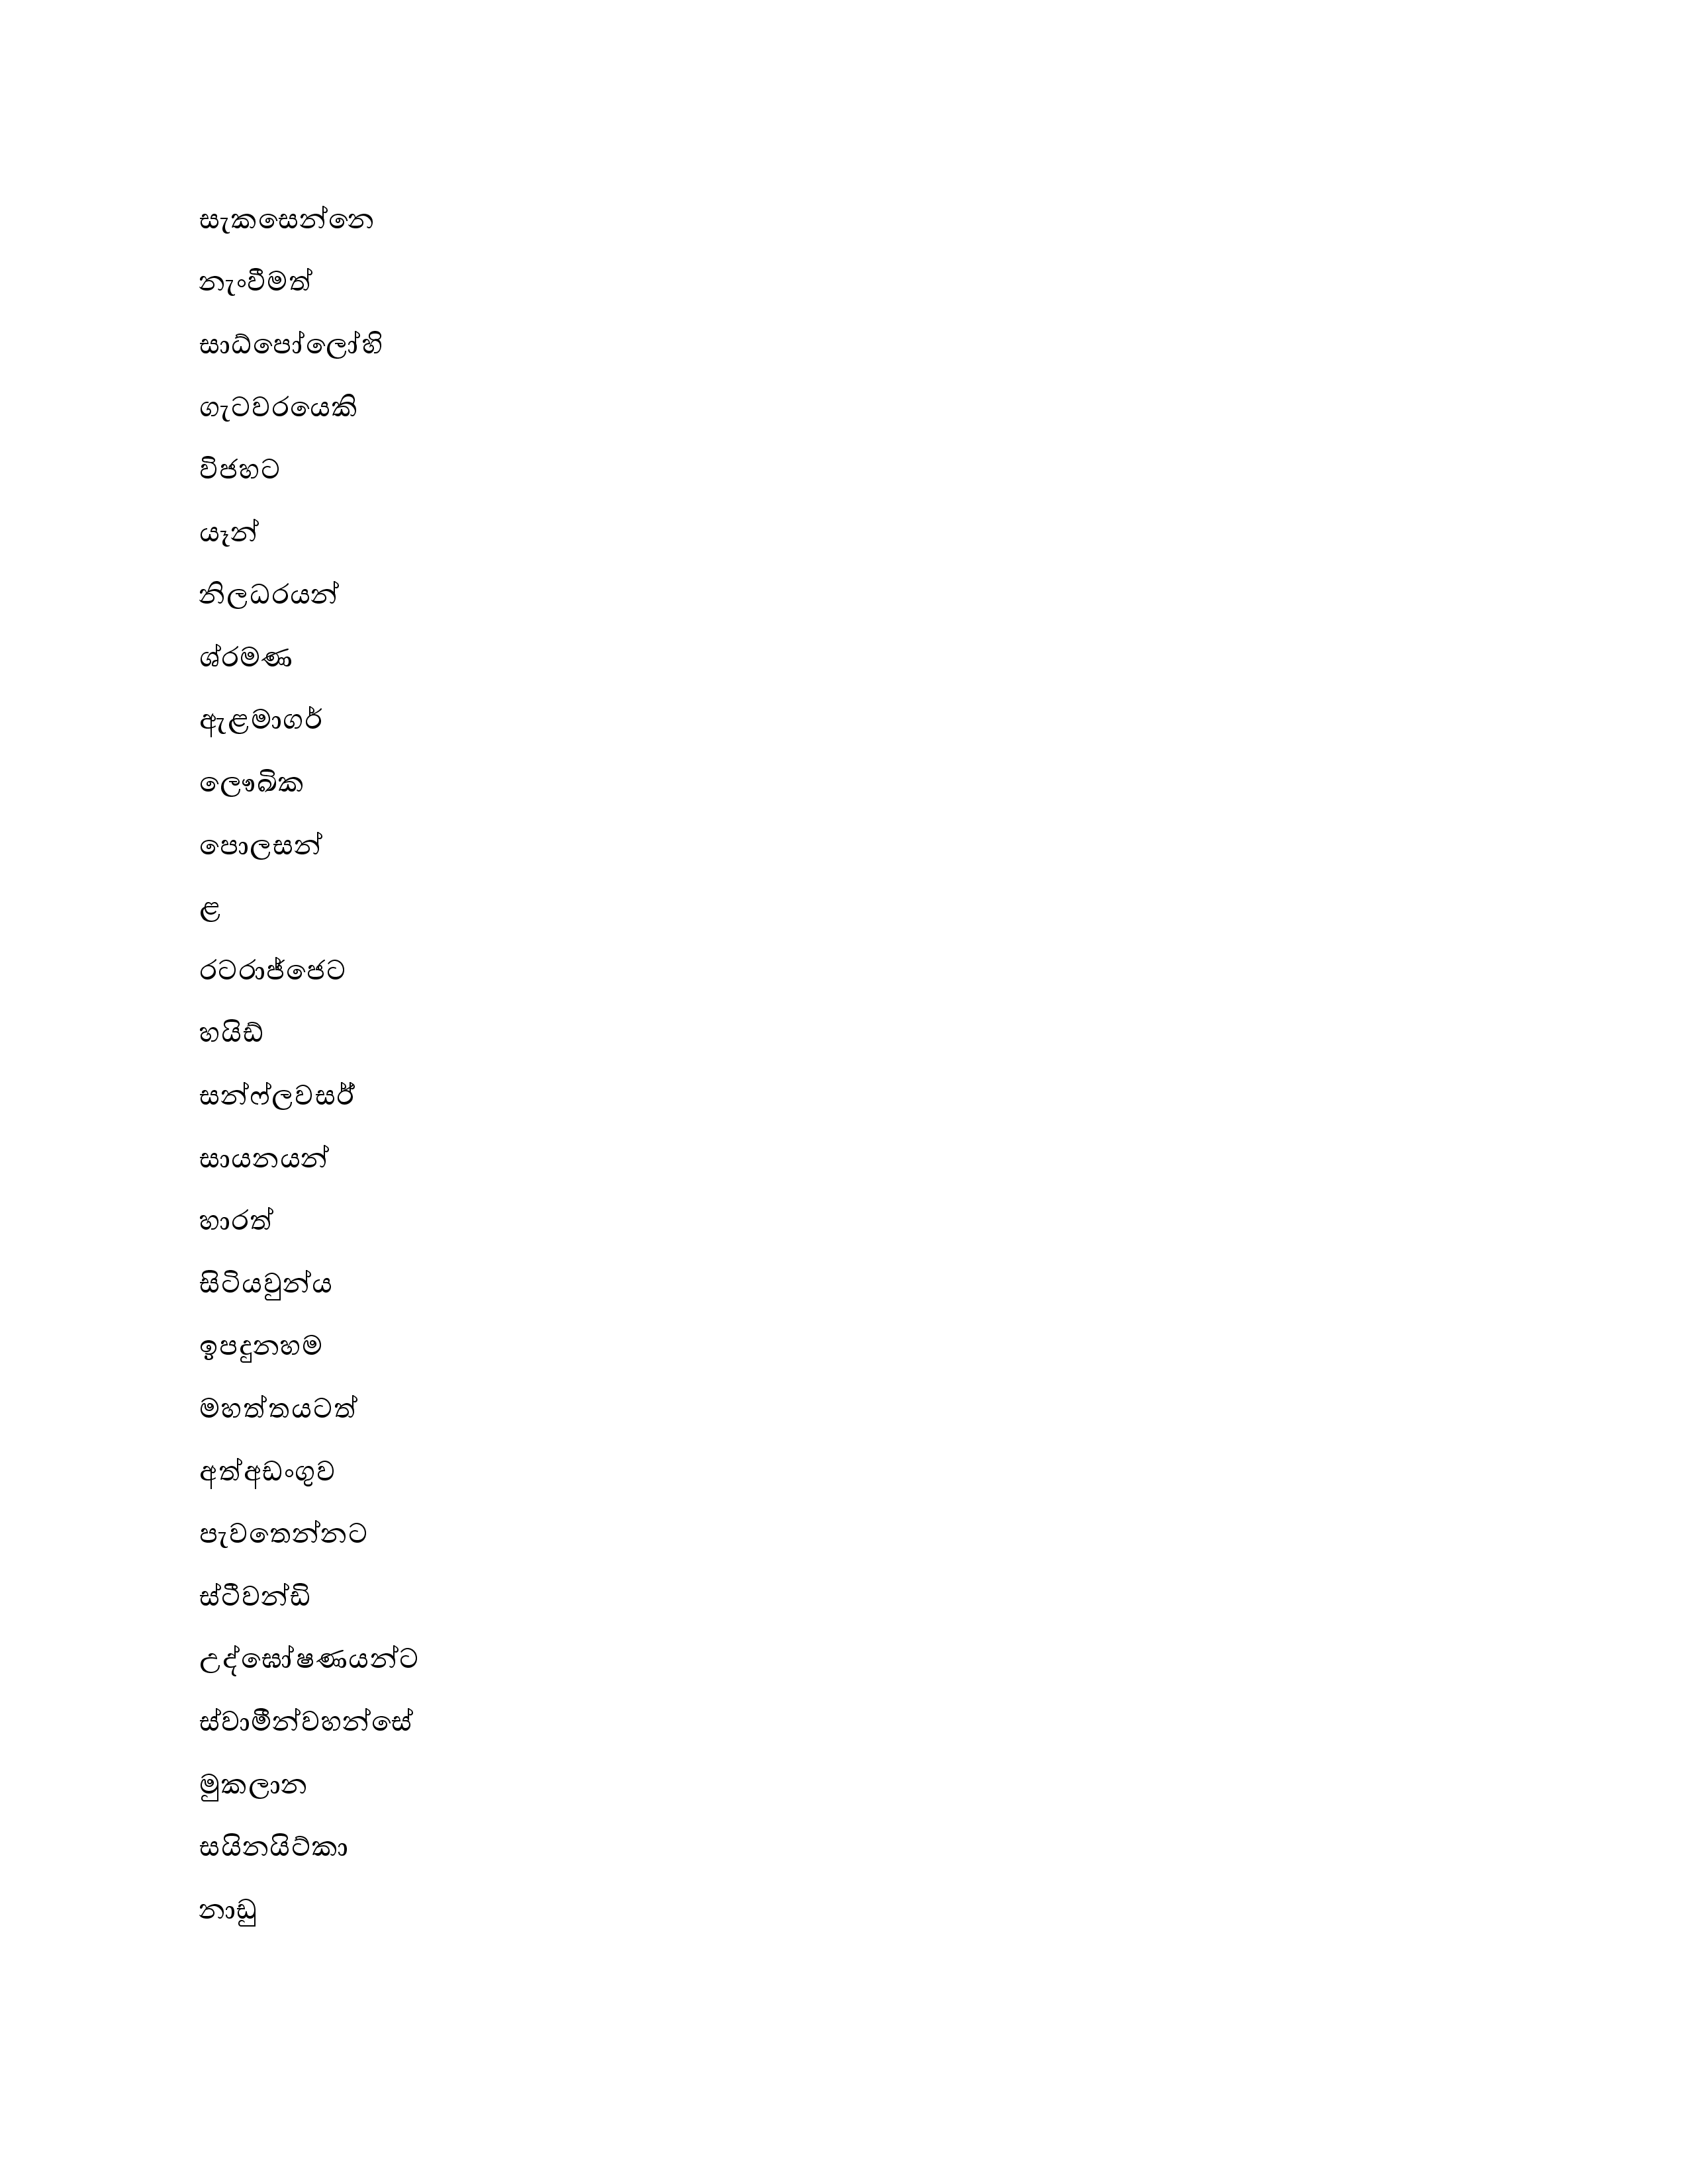 සැකසෙන්නෙ
නැංවීමත්
සාධ්පෝලෝහි
ගැටවරයෙකි
විජහට
යෑන්
නිලධරයන්
ශ්රමණ
ඇළමාගර්
ලෞඛික
පොලසන්
ළ
රටරාජ්ජෙට
හයිඩ්
සන්ෆ්ලවසර්
සායනයන්
හාරත්
සිටියවුන්ය
ඉපදුනහම
මහත්තයටත්
අත්අඩංගුව
පැවතෙන්නට
ස්ටීවන්ඩි
උද්ඝෝෂණයන්ට
ස්වාමීන්වහන්සේ
මුකලාන
සයිනයිට්කා
නාඩු